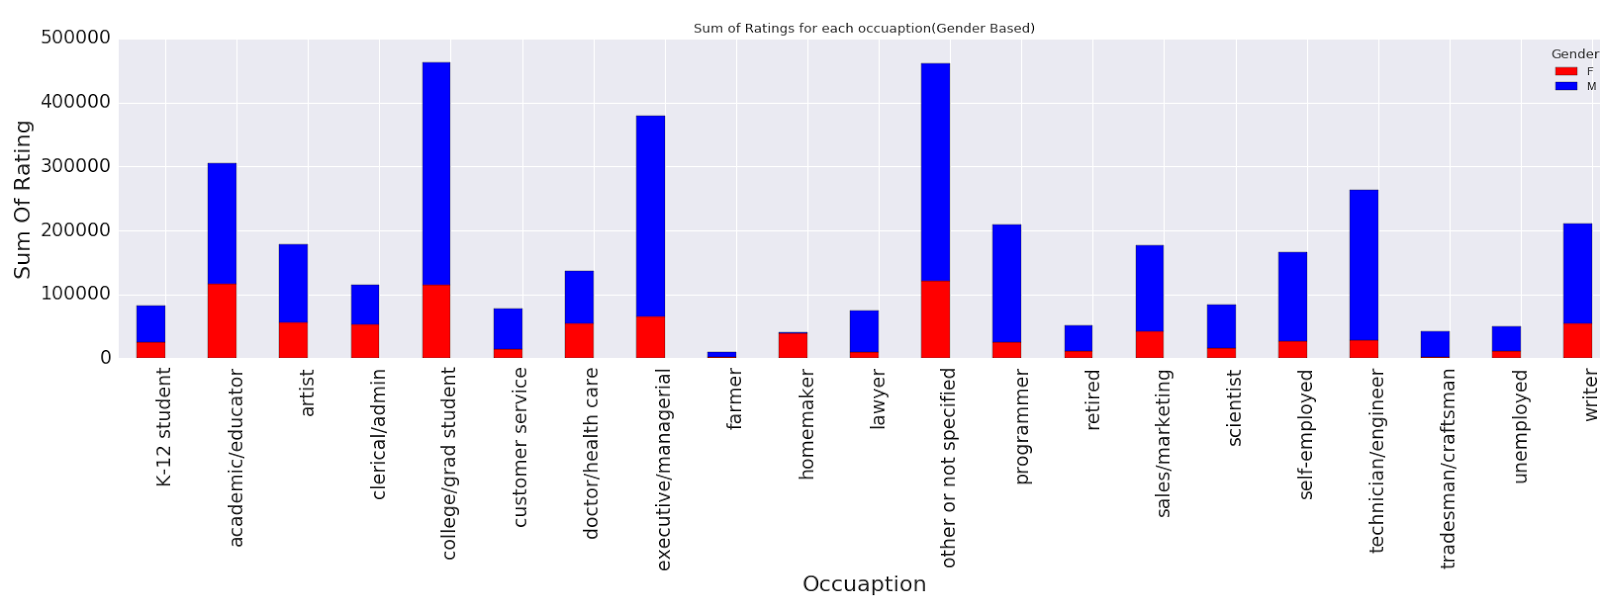 Sum of Ratings for each occuaption(Gender Based)
Gender
F
M
500000
400000
300000
200000
100000
0
Sum Of Rating
K-12 student
academic/educator
artist
clerical/admin
college/grad student
customer service
doctor/health care
executive/managerial
farmer
homemaker
lawyer
other or not specified
programmer
retired
sales/marketing
scientist
self-employed
technician/engineer
tradesman/craftsman
unemployed
writer
Occuaption